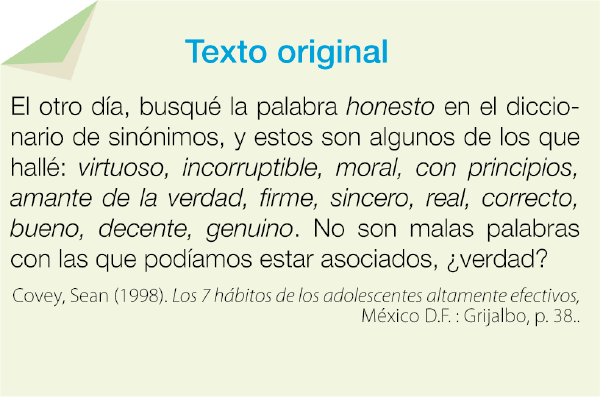 Texto original
El otro día, busqué la palabra honesto en el diccio-
nario de sinónimos, y estos son algunos de los que
hallé: virtuoso, incorruptible, moral, con principios,
amante de la verdad, firme, sincero, real, correcto,
bueno, decente, genuino. No son malas palabras
con las que podíamos estar asociados, ¿verdad?
Covey, Sean (1998). Los 7 hábitos de los adolescentes altamente efectivos,
México D.F. : Grijalbo, p. 38..